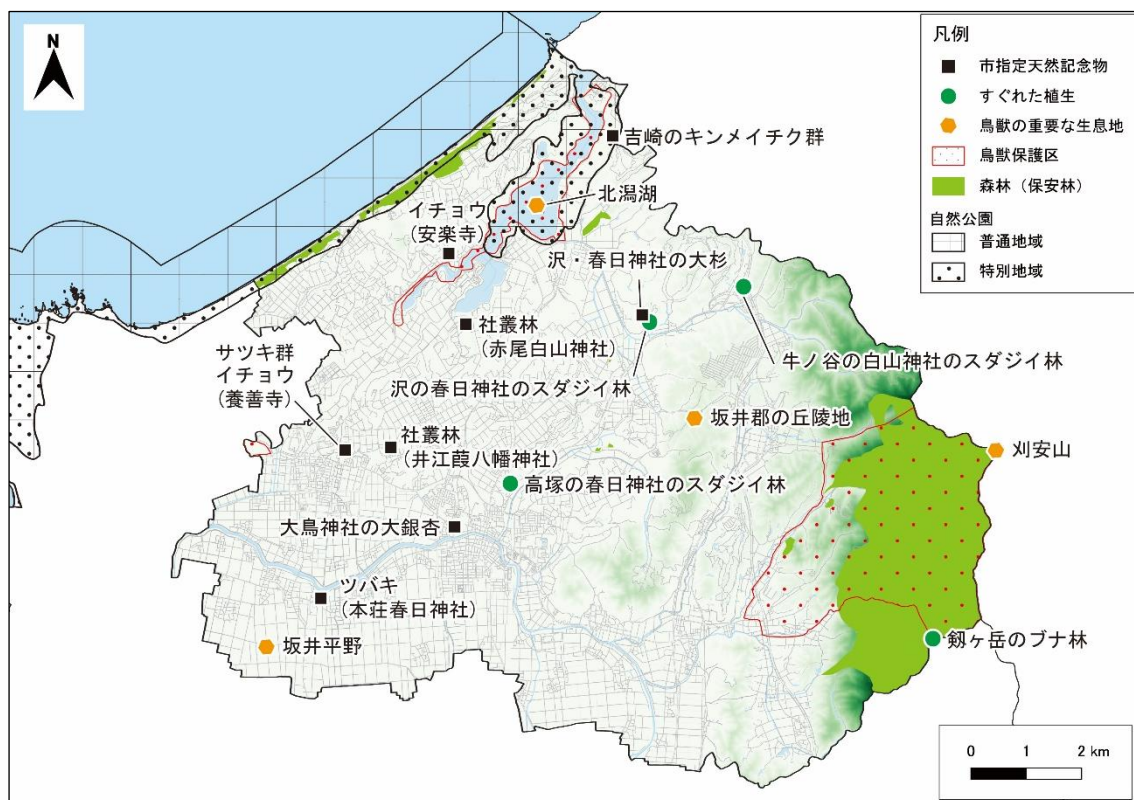 N
凡例
市指定天然記念物
すぐれた植生
鳥獣の重要な生息地
鳥獣保護区
森林（保安林）
自然公園
普通地域
特別地域
吉崎のキンメイチク群
北潟湖
イチョウ
（安楽寺）
沢・春日神社の大杉
社叢林
（赤尾白山神社）
牛ノ谷の白山神社のスダジイ林
サツキ群
イチョウ
（養善寺）
沢の春日神社のスダジイ林
坂井郡の丘陵地
社叢林
（井江葭八幡神社）
刈安山
高塚の春日神社のスダジイ林
大鳥神社の大銀杏
ツバキ
（本荘春日神社）
坂井平野
剱ヶ岳のブナ林
0 1 2 km